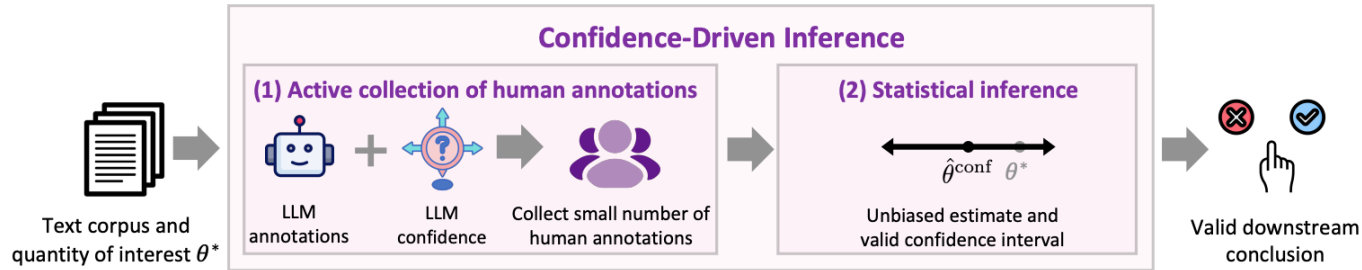 Confidence-Driven Inference
(1) Active collection of human annotations
(2) Statistical inference
?
θ̂^conf θ*
Text corpus and
quantity of interest θ*
LLM
annotations
LLM
confidence
Collect small number of
human annotations
Unbiased estimate and
valid confidence interval
Valid downstream
conclusion